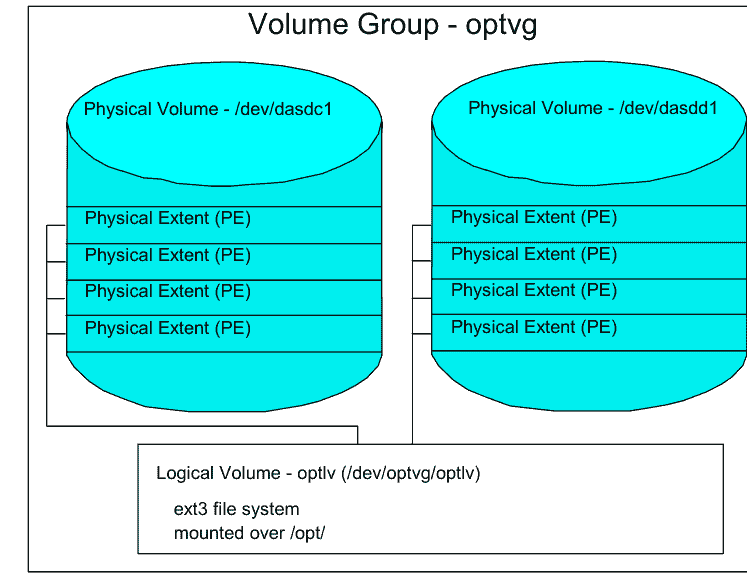 Volume Group - optvg
Physical Volume - /dev/dasdc1
Physical Extent (PE)
Physical Extent (PE)
Physical Extent (PE)
Physical Extent (PE)
Physical Volume - /dev/dasdd1
Physical Extent (PE)
Physical Extent (PE)
Physical Extent (PE)
Physical Extent (PE)
Logical Volume - optlv (/dev/optvg/optlv)
ext3 file system
mounted over /opt/